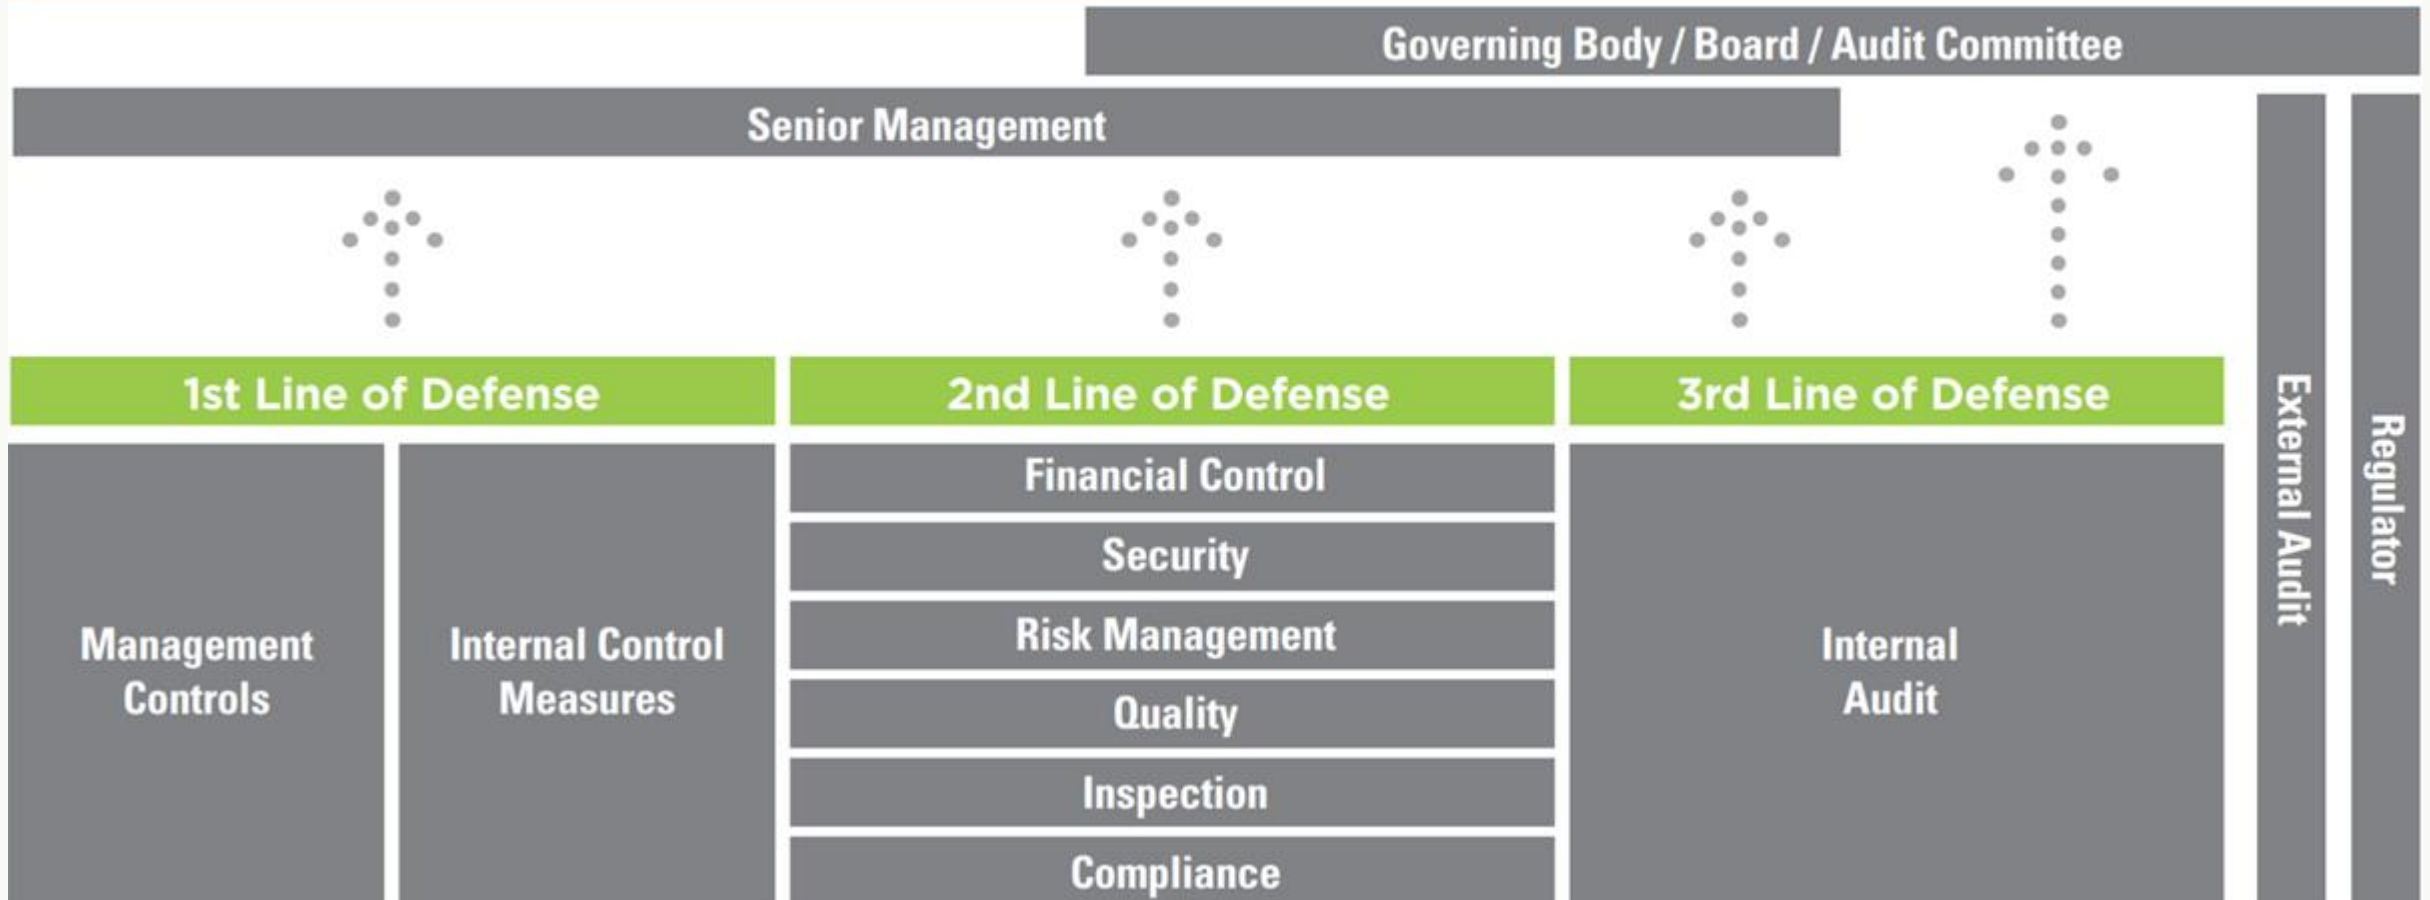 Governing Body / Board / Audit Committee
Senior Management
1st Line of Defense
2nd Line of Defense
3rd Line of Defense
Management
Controls
Internal Control
Measures
Financial Control
Security
Risk Management
Quality
Inspection
Compliance
Internal
Audit
External Audit
Regulator